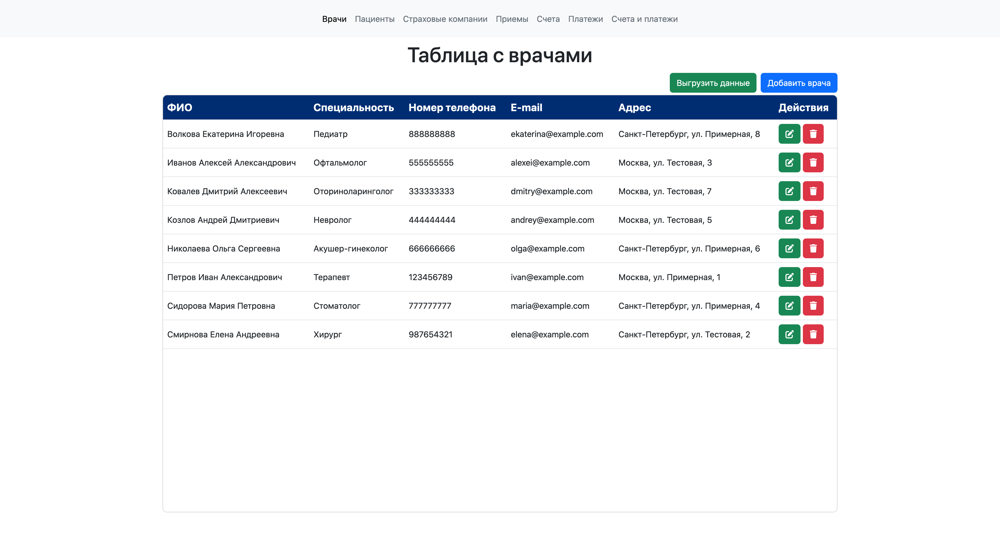 Врачи Пациенты Страховые компании Приемы Счета Платежи Счета и платежи
Таблица с врачами
Выгрузить данные Добавить врача
ФИО Специальность Номер телефона E-mail Адрес Действия
Волкова Екатерина Игоревна Педиатр 888888888 ekaterina@example.com Санкт-Петербург, ул. Примерная, 8
Иванов Алексей Александрович Офтальмолог 555555555 alexei@example.com Москва, ул. Тестовая, 3
Ковалев Дмитрий Алексеевич Оториноларинголог 333333333 dmitry@example.com Москва, ул. Тестовая, 7
Козлов Андрей Дмитриевич Невролог 444444444 andrey@example.com Москва, ул. Тестовая, 5
Николаева Ольга Сергеевна Акушер-гинеколог 666666666 olga@example.com Санкт-Петербург, ул. Примерная, 6
Петров Иван Александрович Терапевт 123456789 ivan@example.com Москва, ул. Примерная, 1
Сидорова Мария Петровна Стоматолог 777777777 maria@example.com Санкт-Петербург, ул. Примерная, 4
Смирнова Елена Андреевна Хирург 987654321 elena@example.com Санкт-Петербург, ул. Тестовая, 2